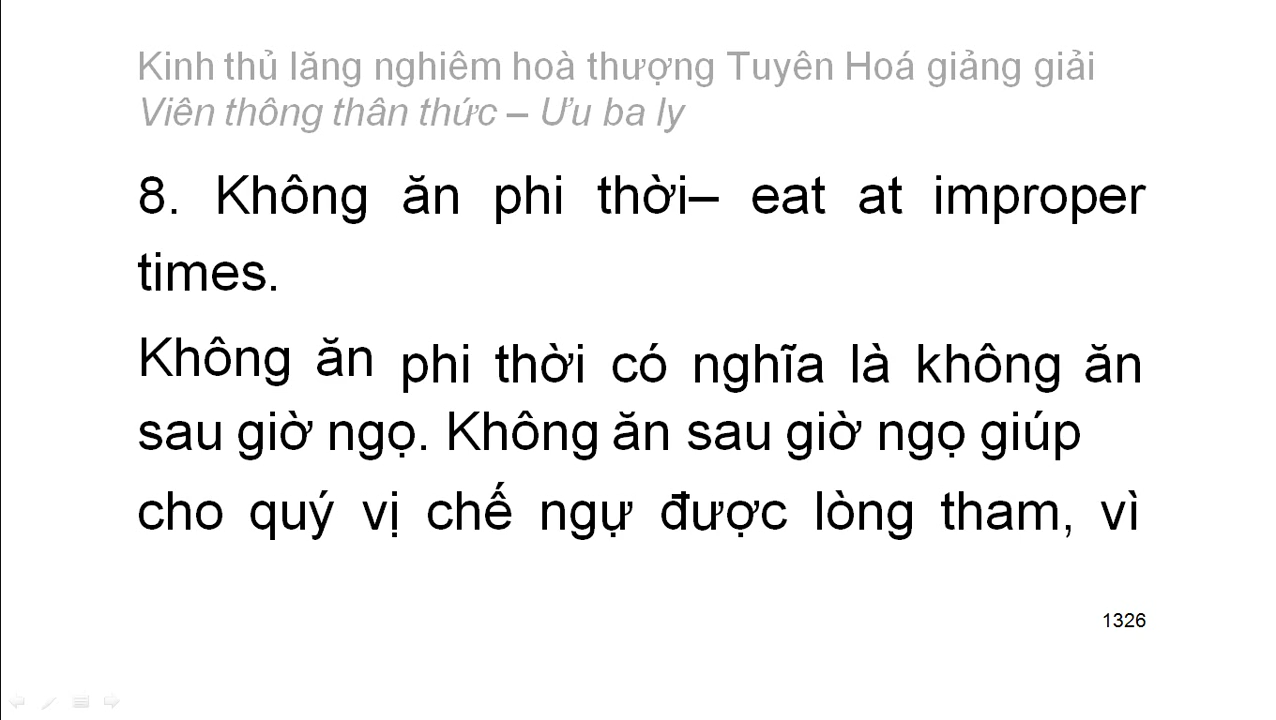 Kinh thủ lăng nghiêm hoà thượng Tuyên Hoá giảng giải
Viên thông thân thức – Ưu ba ly
8. Không ăn phi thời– eat at improper
times.
Không ăn phi thời có nghĩa là không ăn
sau giờ ngọ. Không ăn sau giờ ngọ giúp
cho quý vị chế ngự được lòng tham, vì
1326